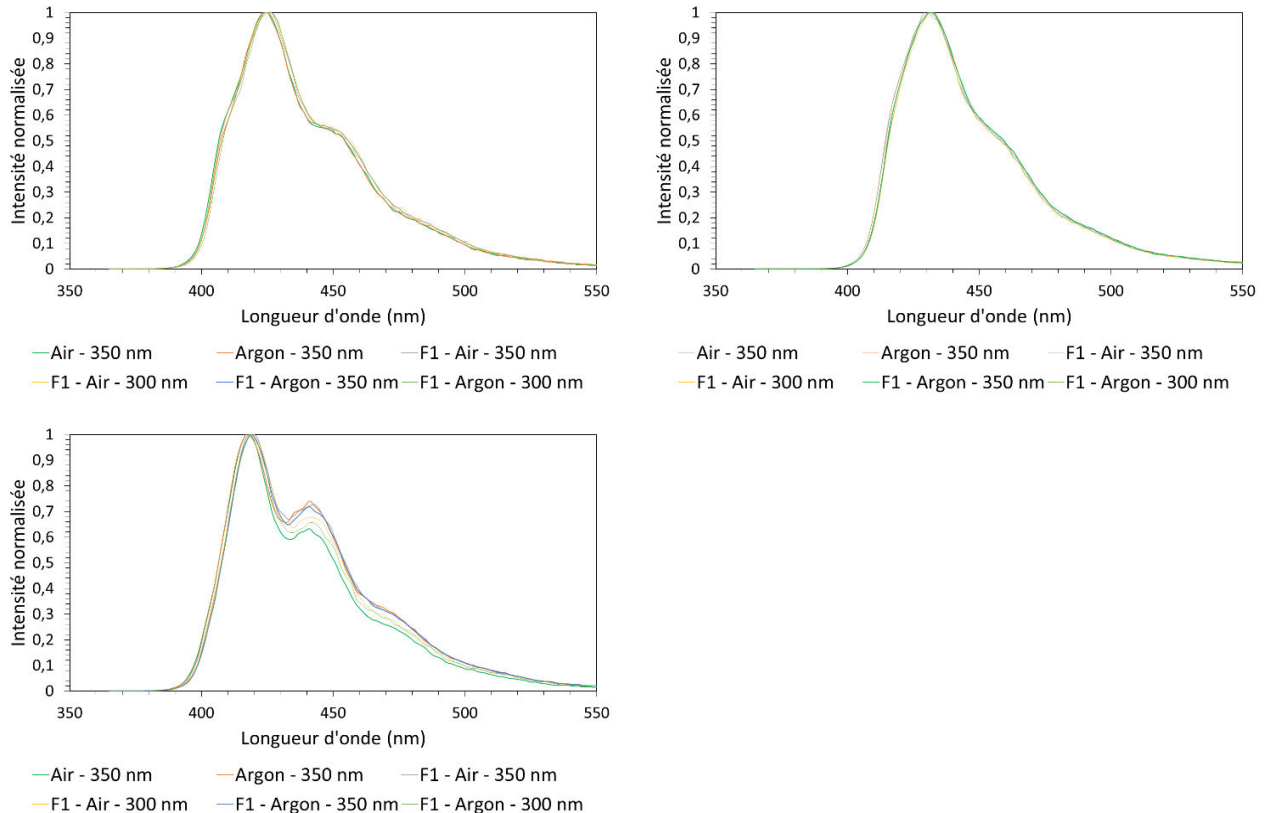 Intensité normalisée
1
0,9
0,8
0,7
0,6
0,5
0,4
0,3
0,2
0,1
0
350 400 450 500 550
Longueur d'onde (nm)
Air - 350 nm Argon - 350 nm F1 - Air - 350 nm
F1 - Air - 300 nm F1 - Argon - 350 nm F1 - Argon - 300 nm
Intensité normalisée
1
0,9
0,8
0,7
0,6
0,5
0,4
0,3
0,2
0,1
0
350 400 450 500 550
Longueur d'onde (nm)
Air - 350 nm Argon - 350 nm F1 - Air - 350 nm
F1 - Air - 300 nm F1 - Argon - 350 nm F1 - Argon - 300 nm
Intensité normalisée
1
0,9
0,8
0,7
0,6
0,5
0,4
0,3
0,2
0,1
0
350 400 450 500 550
Longueur d'onde (nm)
Air - 350 nm Argon - 350 nm F1 - Air - 350 nm
F1 - Air - 300 nm F1 - Argon - 350 nm F1 - Argon - 300 nm